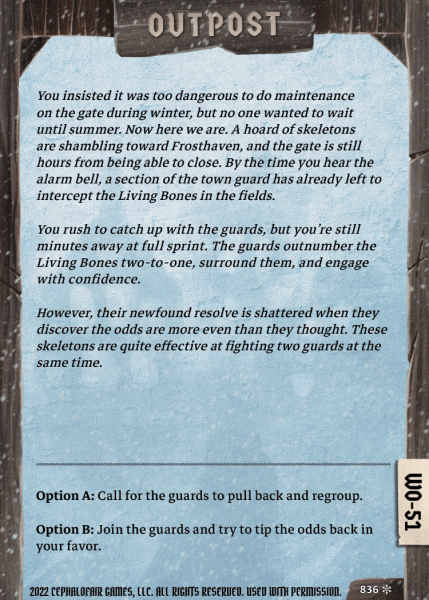 OUTPOST
You insisted it was too dangerous to do maintenance
on the gate during winter, but no one wanted to wait
until summer. Now here we are. A hoard of skeletons
are shambling toward Frosthaven, and the gate is still
hours from being able to close. By the time you hear the
alarm bell, a section of the town guard has already left to
intercept the Living Bones in the fields.
You rush to catch up with the guards, but you're still
minutes away at full sprint. The guards outnumber the
Living Bones two-to-one, surround them, and engage
with confidence.
However, their newfound resolve is shattered when they
discover the odds are more even than they thought. These
skeletons are quite effective at fighting two guards at the
same time.
Option A: Call for the guards to pull back and regroup.
Option B: Join the guards and try to tip the odds back in
your favor.
WO-51
2022 CEPHALOFAIR GAMES, LLC. ALL RIGHTS RESERVED. USED WITH PERMISSION.
836